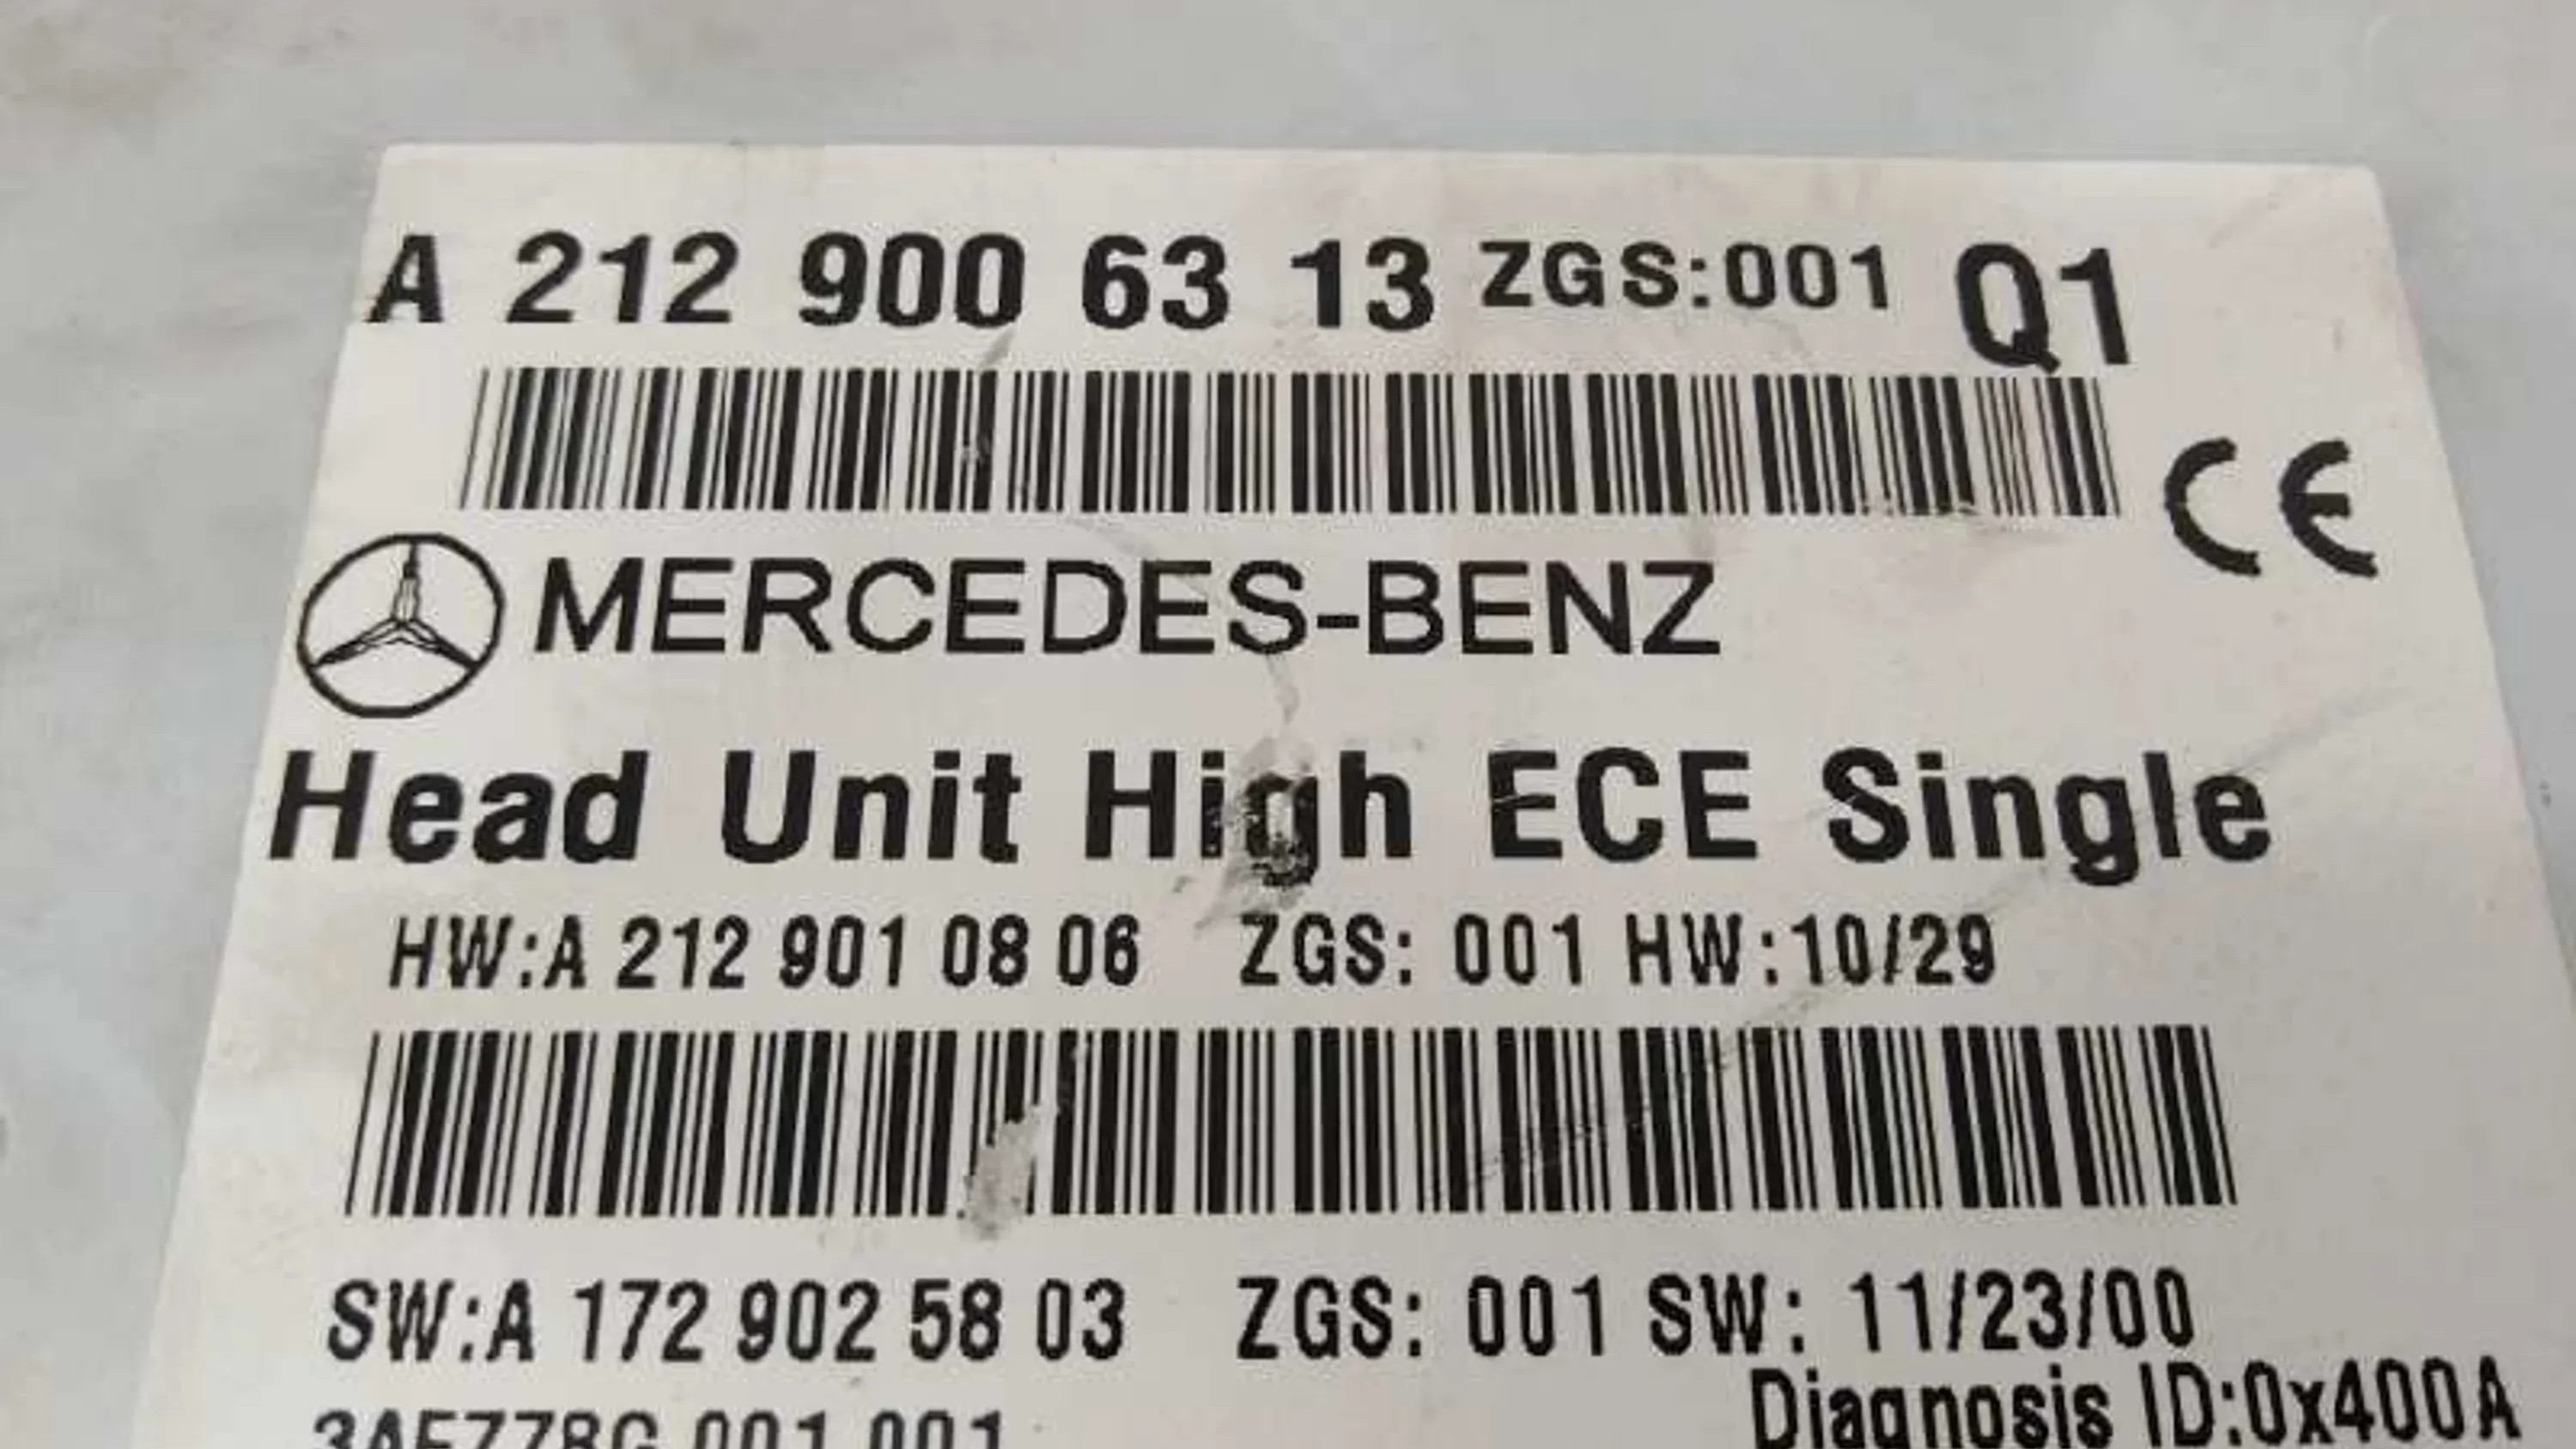 A 212 900 63 13 ZGS:001 Q1
CE
MERCEDES-BENZ
Head Unit High ECE Single
HW:A 212 901 08 06 ZGS: 001 HW:10/29
SW:A 172 902 58 03 ZGS: 001 SW: 11/23/00
Diagnosis ID:0x400A
001 001